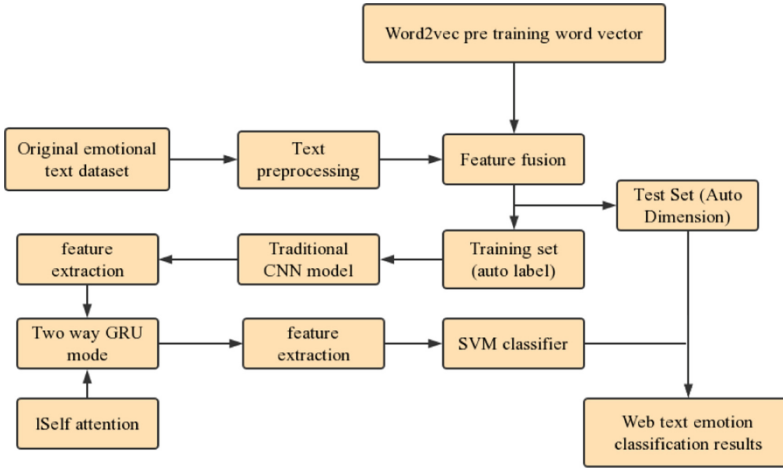 Word2vec pre training word vector
Original emotional
text dataset
Text
preprocessing
Feature fusion
Test Set (Auto
Dimension)
feature
extraction
Traditional
CNN model
Training set
(auto label)
Two way GRU
mode
feature
extraction
SVM classifier
lSelf attention
Web text emotion
classification results